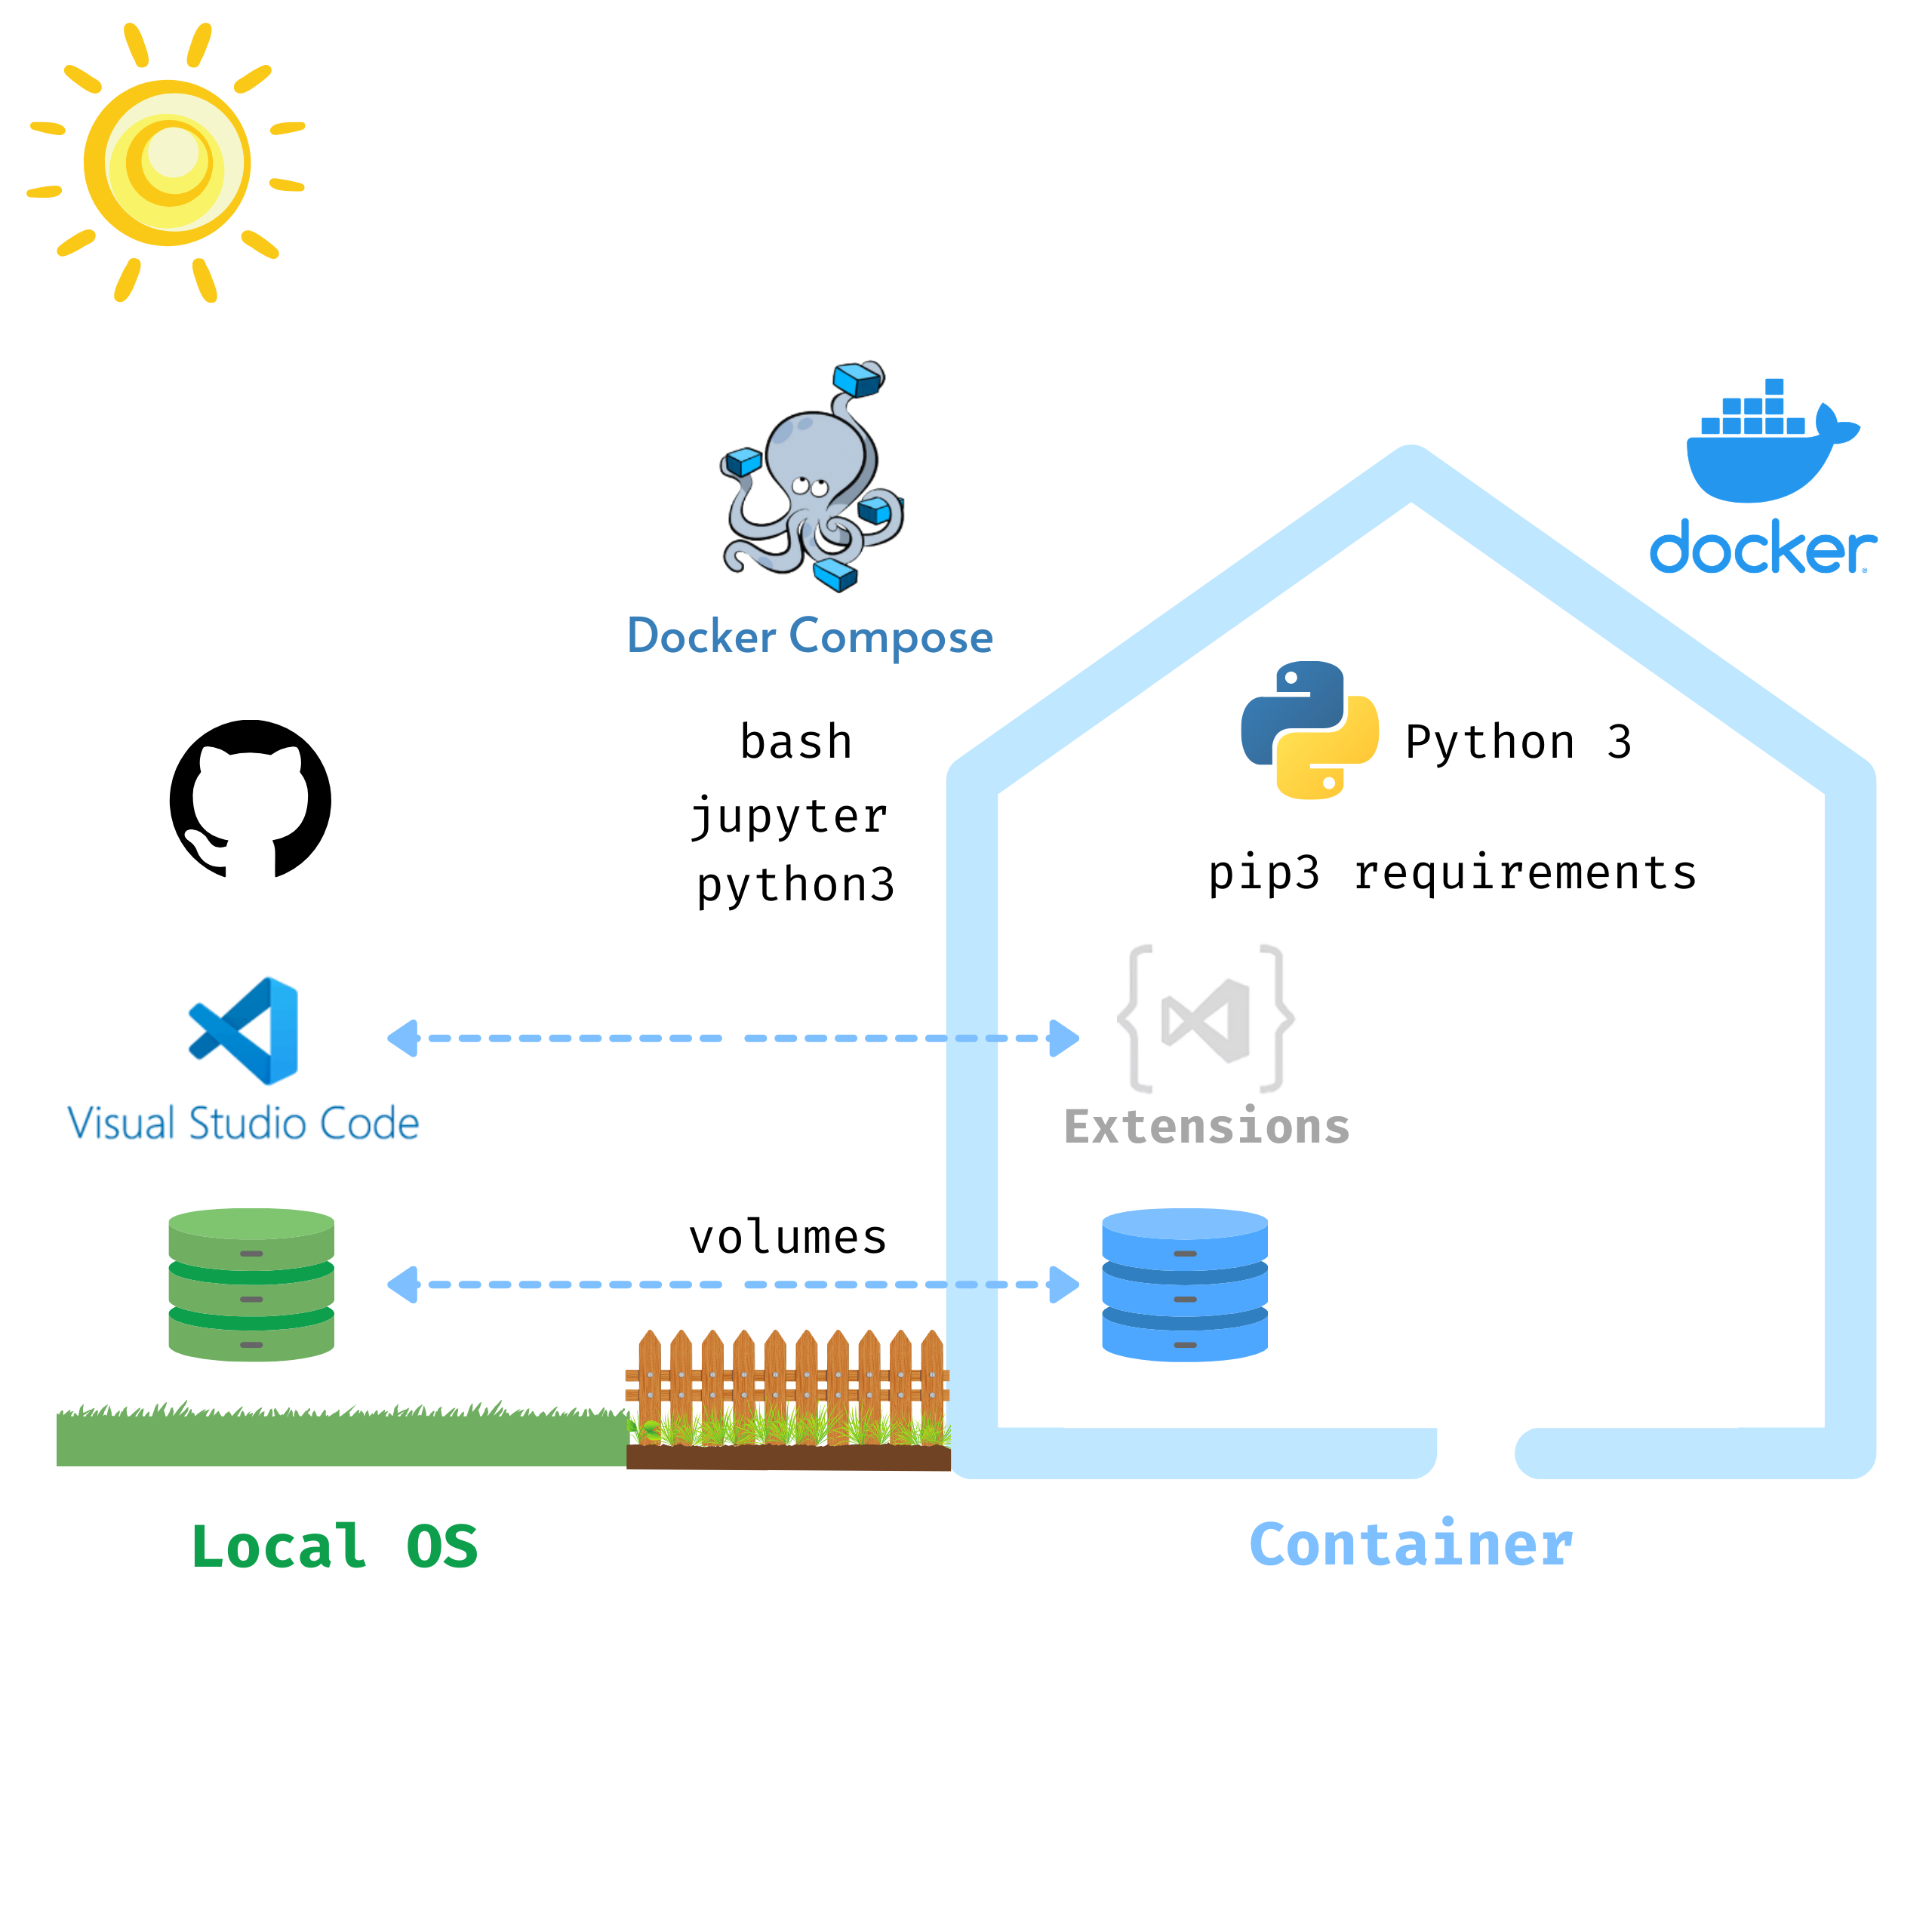 docker
Docker Compose
bash
jupyter
python3
Python 3
pip3 requirements
Visual Studio Code
Extensions
volumes
Local OS
Container